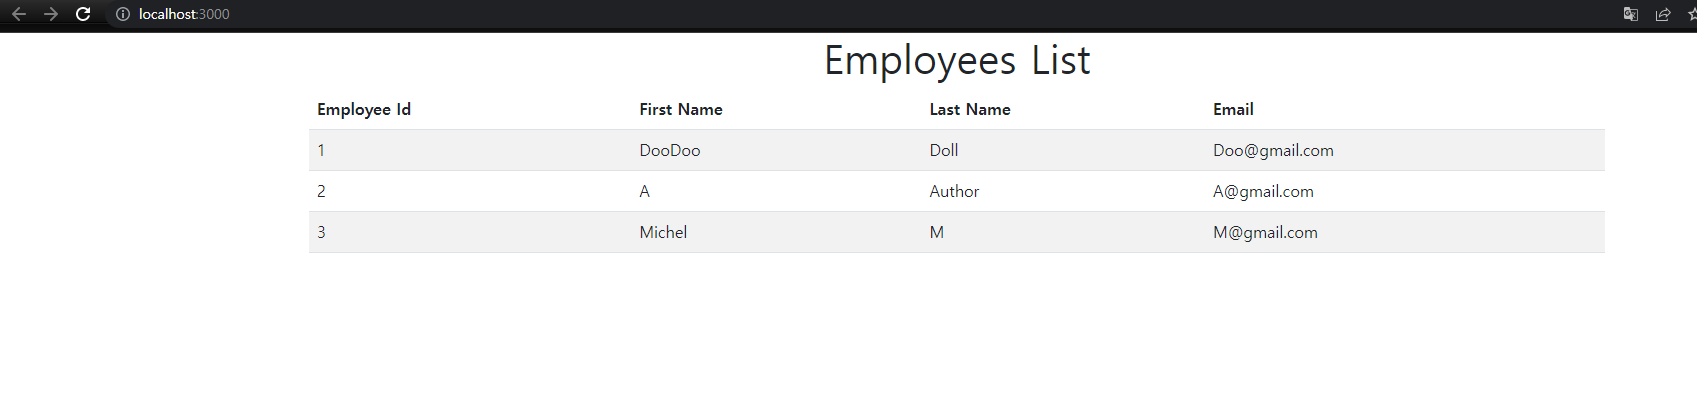 localhost:3000
Employees List
Employee Id First Name Last Name Email
1 DooDoo Doll Doo@gmail.com
2 A Author A@gmail.com
3 Michel M M@gmail.com